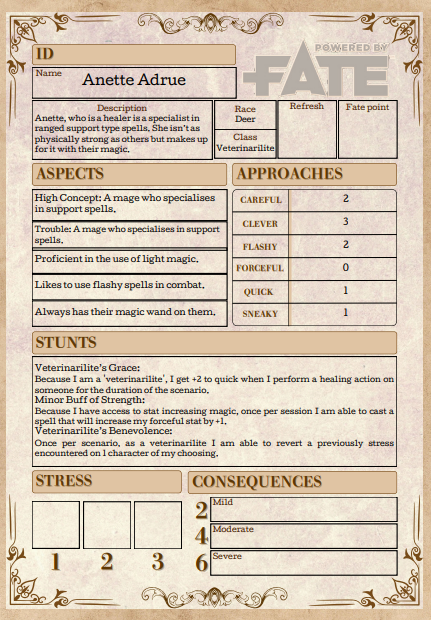 POWERED BY
FATE
ID
Name
Anette Adrue
Description
Anette, who is a healer is a specialist in
ranged support type spells. She isn't as
physically strong as others but makes up
for it with their magic.
Race
Deer
Class
Veterinarilite
Refresh
Fate point
ASPECTS
High Concept: A mage who specialises
in support spells.
Trouble: A mage who specialises in support
spells.
Proficient in the use of light magic.
Likes to use flashy spells in combat.
Always has their magic wand on them.
APPROACHES
CAREFUL 2
CLEVER 3
FLASHY 2
FORCEFUL 0
QUICK 1
SNEAKY 1
STUNTS
Veterinarilite's Grace:
Because I am a 'veterinarilite', I get +2 to quick when I perform a healing action on
someone for the duration of the scenario.
Minor Buff of Strength:
Because I have access to stat increasing magic, once per session I am able to cast a
spell that will increase my forceful stat by +1.
Veterinarilite's Benevolence:
Once per scenario, as a veterinarilite I am able to revert a previously stress
encountered on 1 character of my choosing.
STRESS
1 2 3
CONSEQUENCES
2 Mild
4 Moderate
6 Severe